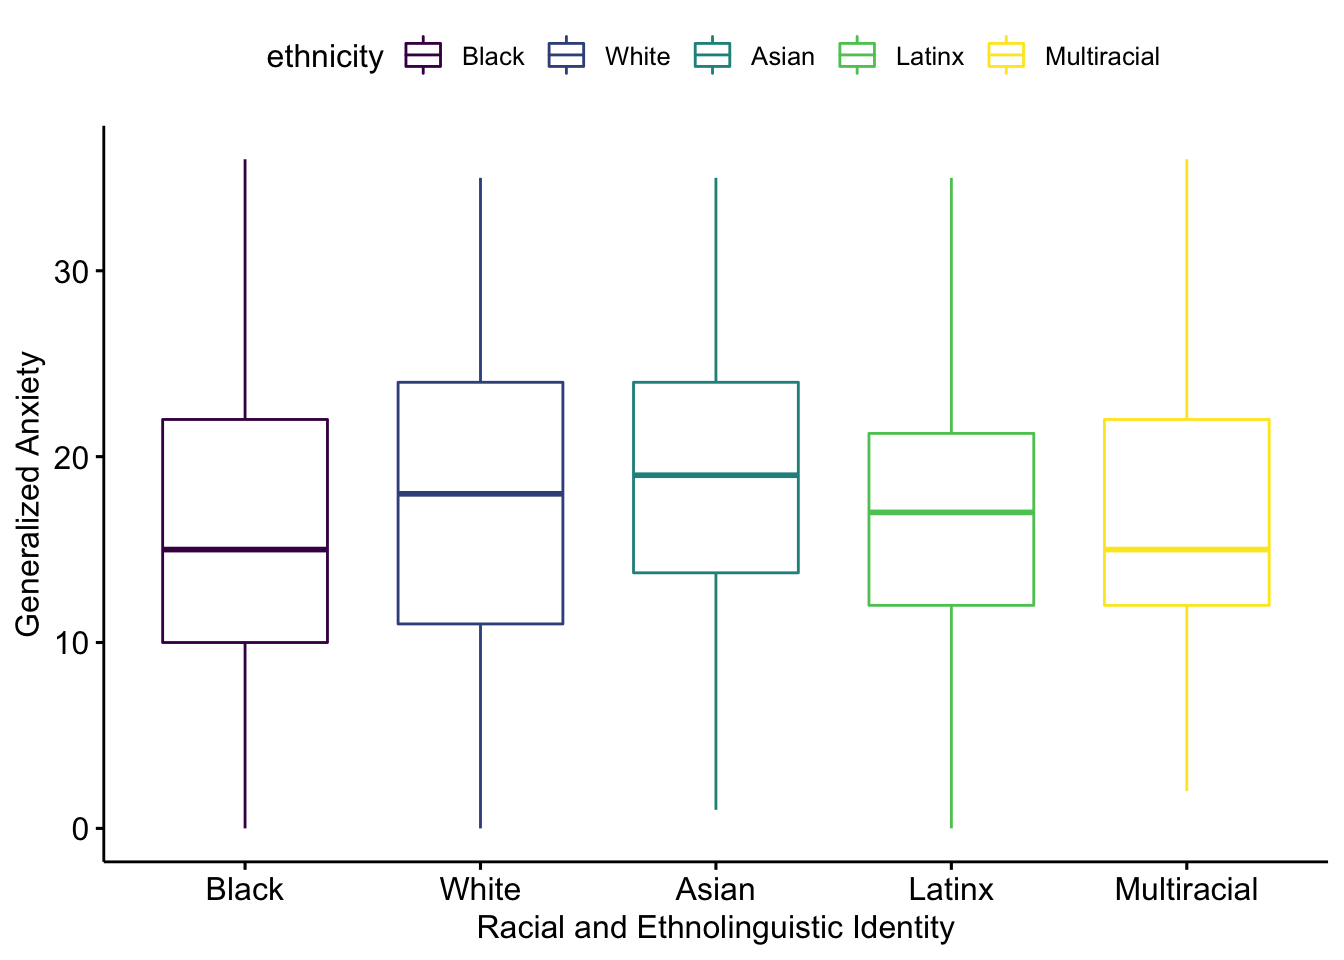 ethnicity Black White Asian Latinx Multiracial
Generalized Anxiety
30
20
10
0
Black White Asian Latinx Multiracial
Racial and Ethnolinguistic Identity